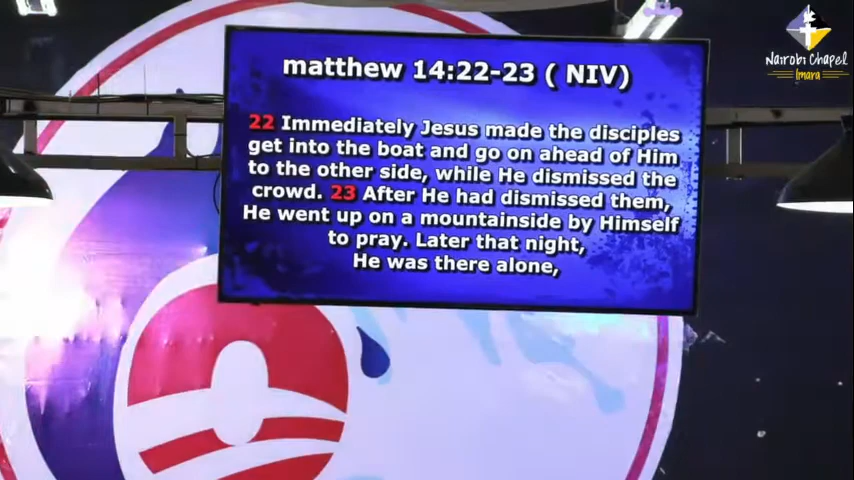 Nairobi Chapel
Imara
matthew 14:22-23 ( NIV)
22 Immediately Jesus made the disciples
get into the boat and go on ahead of Him
to the other side, while He dismissed the
crowd. 23 After He had dismissed them,
He went up on a mountainside by Himself
to pray. Later that night,
He was there alone,